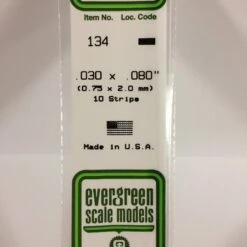 Item No. Loc. Code
134
.030 x .080"
(0.75 x 2.0 mm)
10 Strips
Made in U.S.A.
evergreen
scale models